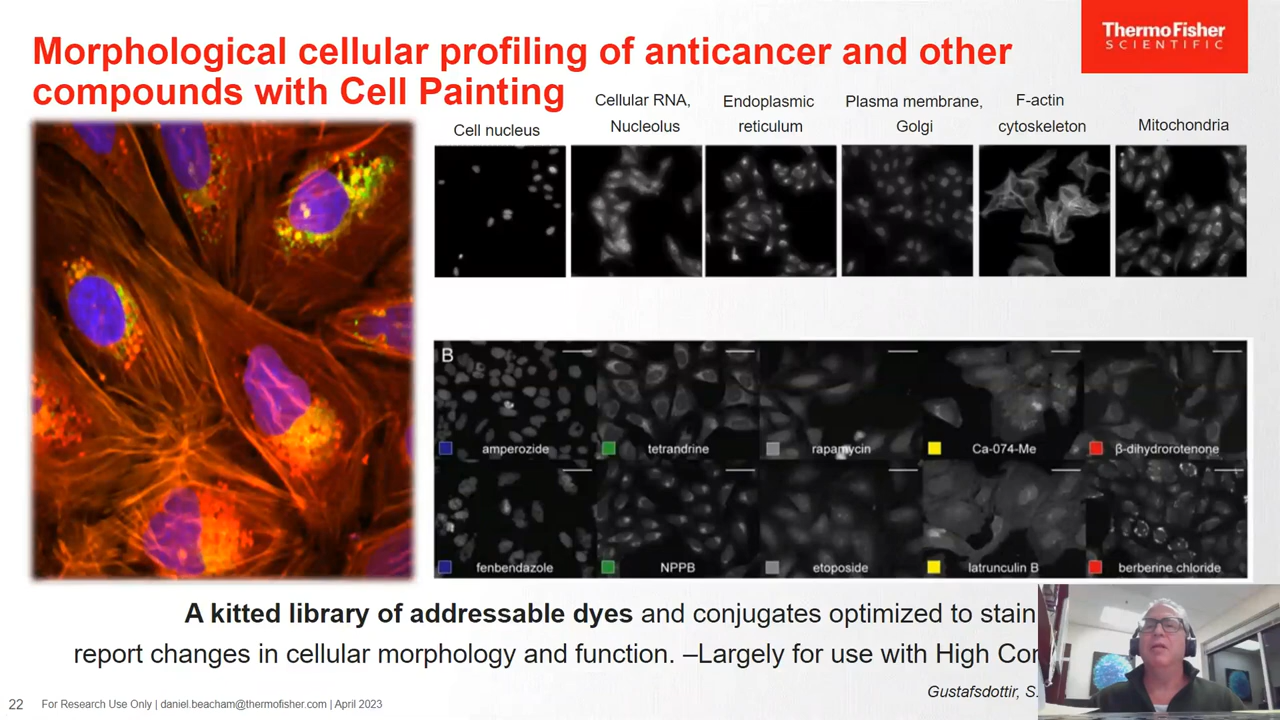 Morphological cellular profiling of anticancer and other
compounds with Cell Painting
ThermoFisher
SCIENTIFIC
Cell nucleus
Cellular RNA,
Nucleolus
Endoplasmic
reticulum
Plasma membrane,
Golgi
F-actin
cytoskeleton
Mitochondria
B
amperozide
tetrandrine
rapamycin
Ca-074-Me
β-dihydrorotenone
fenbendazole
NPPB
etoposide
latrunculin B
berberine chloride
A kitted library of addressable dyes and conjugates optimized to stain
report changes in cellular morphology and function. –Largely for use with High
Gustafsdottir, S.
22 For Research Use Only | daniel.beacham@thermofisher.com | April 2023